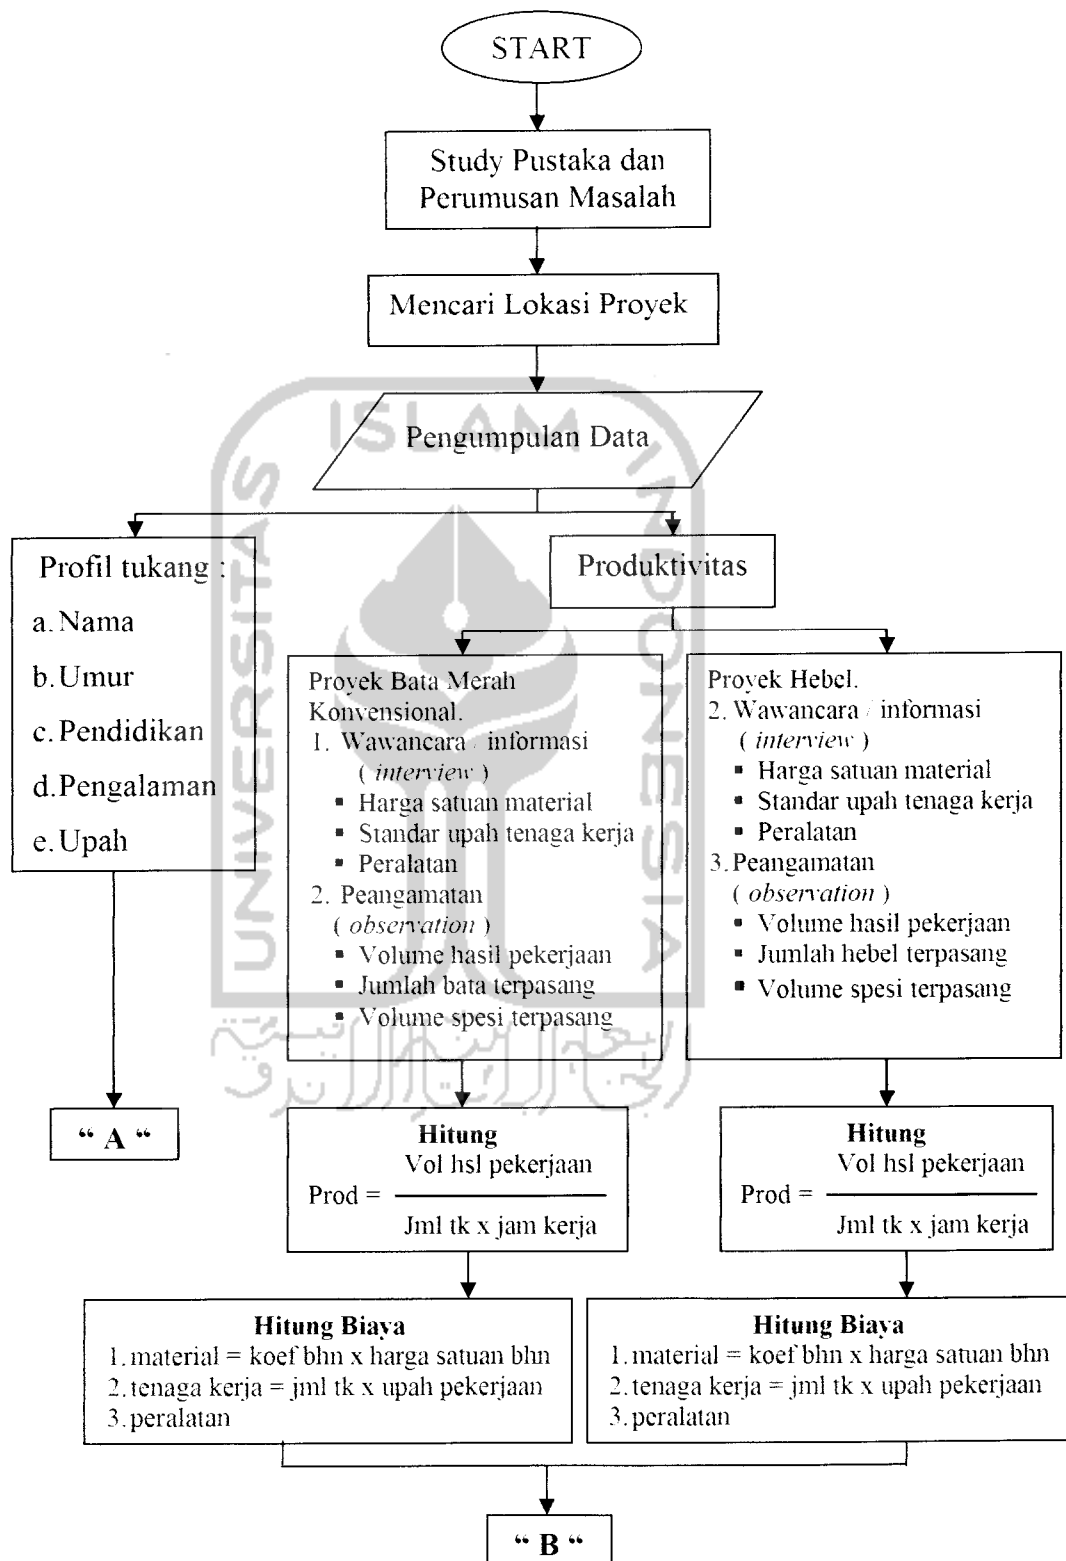 START
Study Pustaka dan
Perumusan Masalah
Mencari Lokasi Proyek
Pengumpulan Data
UNIVERSITAS
ISLAM
INDONESIA
Profil tukang :
a. Nama
b. Umur
c. Pendidikan
d. Pengalaman
e. Upah
Produktivitas
Proyek Bata Merah
Konvensional.
1. Wawancara / informasi
( interview )
▪ Harga satuan material
▪ Standar upah tenaga kerja
▪ Peralatan
2. Peangamatan
( observation )
▪ Volume hasil pekerjaan
▪ Jumlah bata terpasang
▪ Volume spesi terpasang
Proyek Hebel.
2. Wawancara / informasi
( interview )
▪ Harga satuan material
▪ Standar upah tenaga kerja
▪ Peralatan
3. Peangamatan
( observation )
▪ Volume hasil pekerjaan
▪ Jumlah hebel terpasang
▪ Volume spesi terpasang
“ A “
Hitung
Vol hsl pekerjaan
Prod =
Jml tk x jam kerja
Hitung
Vol hsl pekerjaan
Prod =
Jml tk x jam kerja
Hitung Biaya
1. material = koef bhn x harga satuan bhn
2. tenaga kerja = jml tk x upah pekerjaan
3. peralatan
Hitung Biaya
1. material = koef bhn x harga satuan bhn
2. tenaga kerja = jml tk x upah pekerjaan
3. peralatan
“ B “